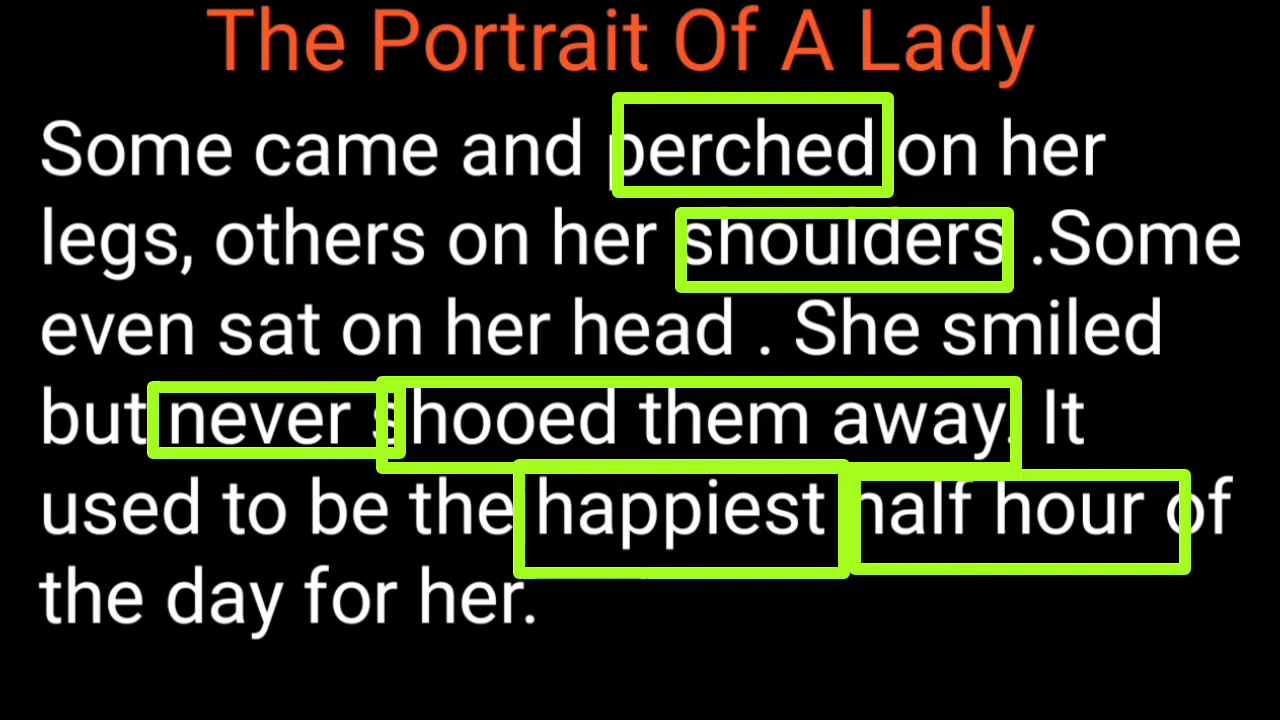 The Portrait Of A Lady
Some came and perched on her
legs, others on her shoulders .Some
even sat on her head . She smiled
but never shooed them away. It
used to be the happiest half hour of
the day for her.